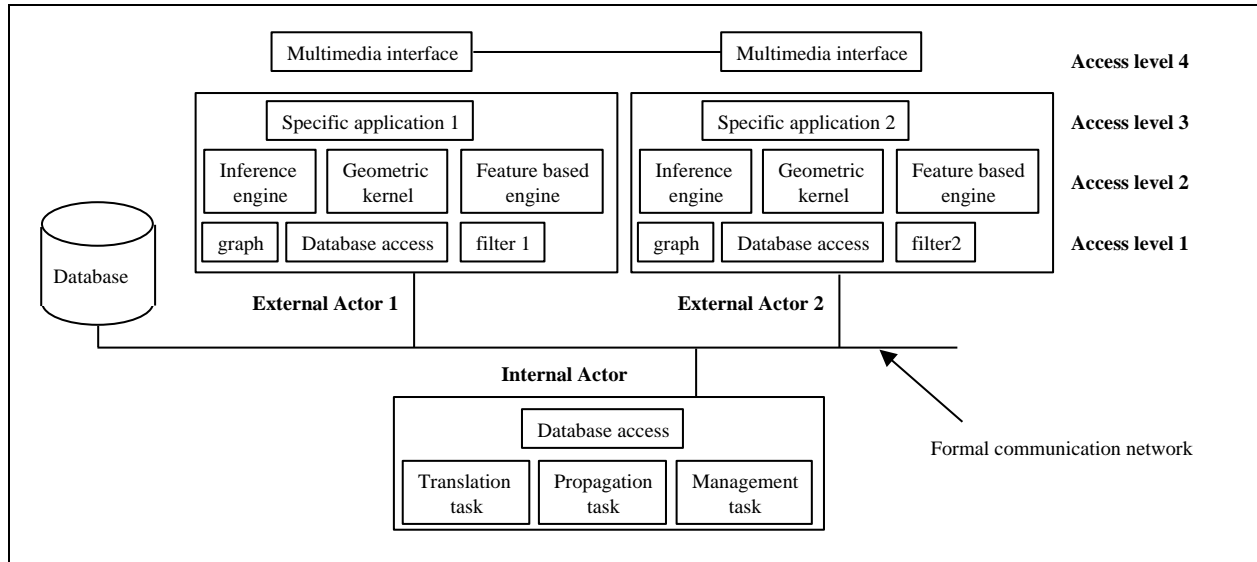 Multimedia interface
Multimedia interface
Access level 4
Specific application 1
Specific application 2
Access level 3
Inference
engine
Geometric
kernel
Feature based
engine
Inference
engine
Geometric
kernel
Feature based
engine
Access level 2
graph
Database access
filter 1
graph
Database access
filter2
Access level 1
Database
External Actor 1
External Actor 2
Internal Actor
Database access
Translation
task
Propagation
task
Management
task
Formal communication network